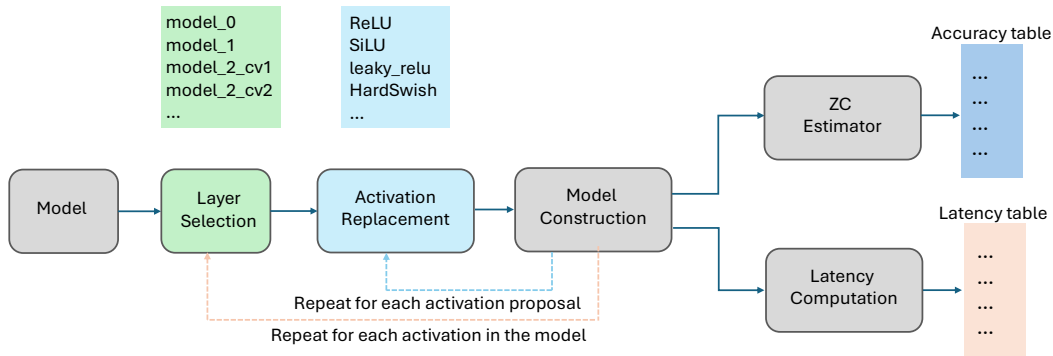 model_0
model_1
model_2_cv1
model_2_cv2
...
ReLU
SiLU
leaky_relu
HardSwish
...
Accuracy table
...
...
...
...
ZC
Estimator
Model
Layer
Selection
Activation
Replacement
Model
Construction
Latency table
...
...
...
...
Latency
Computation
Repeat for each activation proposal
Repeat for each activation in the model